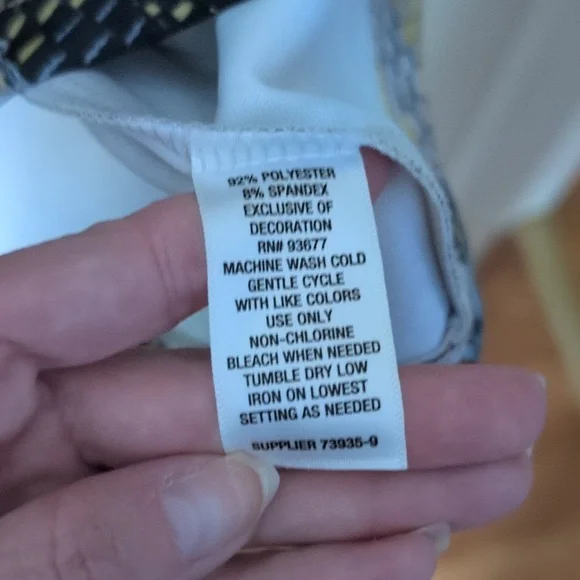 92% POLYESTER
8% SPANDEX
EXCLUSIVE OF
DECORATION
RN# 93677
MACHINE WASH COLD
GENTLE CYCLE
WITH LIKE COLORS
USE ONLY
NON-CHLORINE
BLEACH WHEN NEEDED
TUMBLE DRY LOW
IRON ON LOWEST
SETTING AS NEEDED
SUPPLIER 73935-9